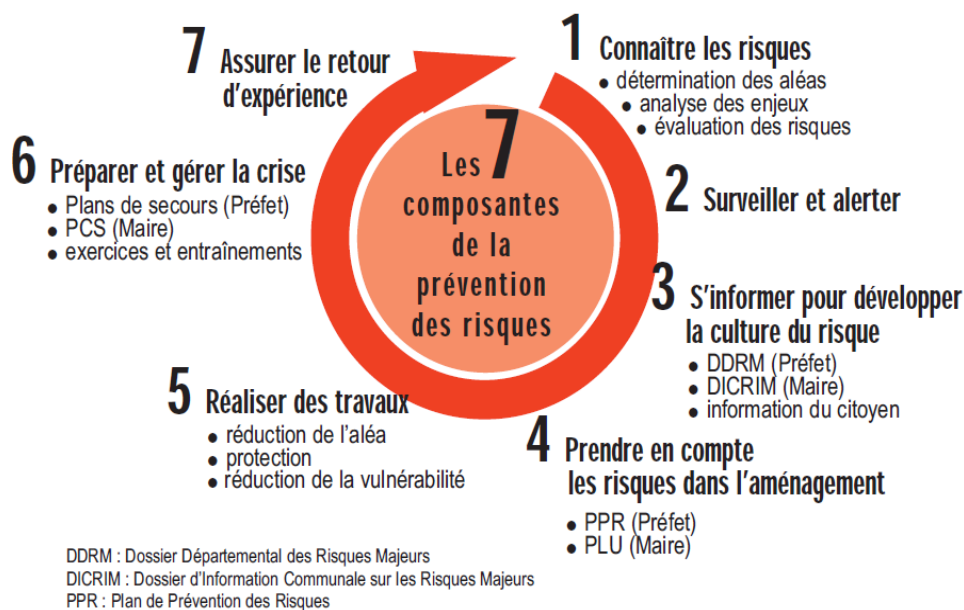 1 Connaître les risques
• détermination des aléas
• analyse des enjeux
• évaluation des risques
2 Surveiller et alerter
3 S'informer pour développer
la culture du risque
• DDRM (Préfet)
• DICRIM (Maire)
• information du citoyen
4 Prendre en compte
les risques dans l'aménagement
• PPR (Préfet)
• PLU (Maire)
5 Réaliser des travaux
• réduction de l'aléa
• protection
• réduction de la vulnérabilité
6 Préparer et gérer la crise
• Plans de secours (Préfet)
• PCS (Maire)
• exercices et entraînements
7 Assurer le retour
d'expérience
Les 7
composantes
de la
prévention
des risques
DDRM : Dossier Départemental des Risques Majeurs
DICRIM : Dossier d'Information Communale sur les Risques Majeurs
PPR : Plan de Prévention des Risques